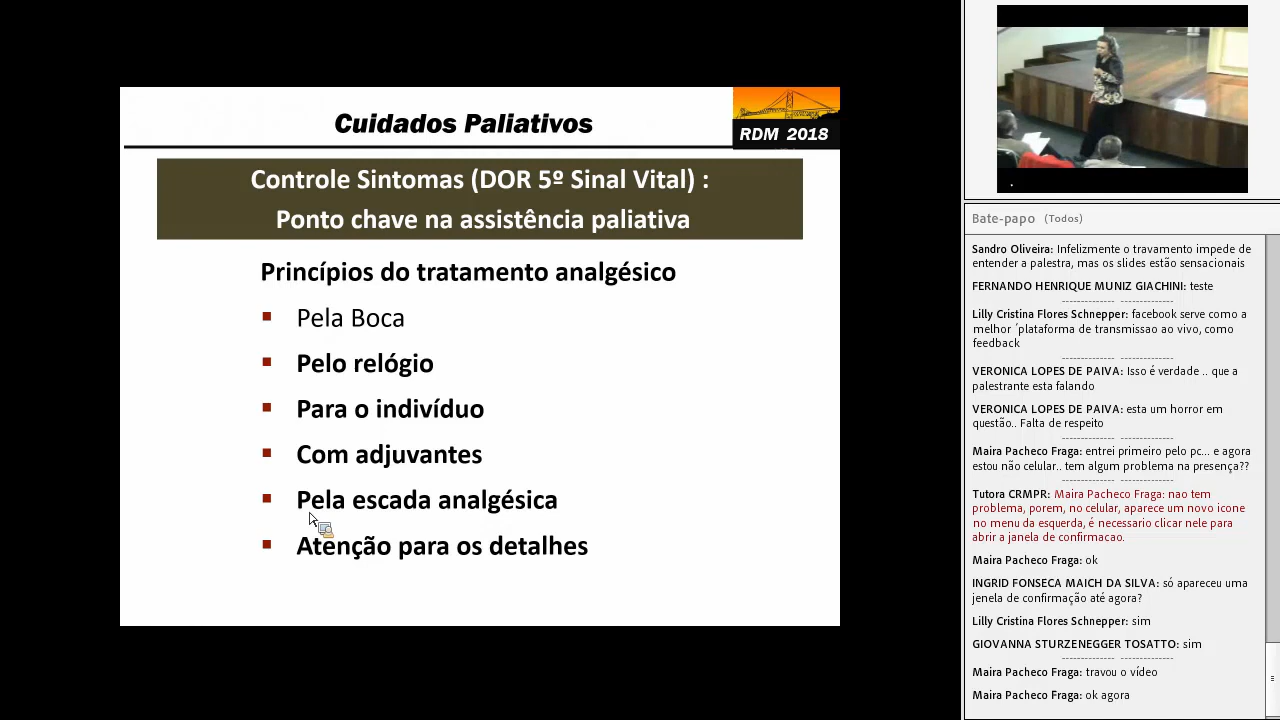 Cuidados Paliativos
RDM 2018
Controle Sintomas (DOR 5º Sinal Vital) :
Ponto chave na assistência paliativa
Princípios do tratamento analgésico
Pela Boca
Pelo relógio
Para o indivíduo
Com adjuvantes
Pela escada analgésica
Atenção para os detalhes
Bate-papo (Todos)
Sandro Oliveira: Infelizmente o travamento impede de
entender a palestra, mas os slides estão sensacionais
FERNANDO HENRIQUE MUNIZ GIACHINI: teste
Lilly Cristina Flores Schnepper: facebook serve como a
melhor ´plataforma de transmissao ao vivo, como
feedback
VERONICA LOPES DE PAIVA: Isso é verdade .. que a
palestrante esta falando
VERONICA LOPES DE PAIVA: esta um horror em
questão.. Falta de respeito
Maira Pacheco Fraga: entrei primeiro pelo pc... e agora
estou não celular.. tem algum problema na presença??
Tutora CRMPR: Maira Pacheco Fraga: nao tem
problema, porem, no celular, aparece um novo icone
no menu da esquerda, é necessario clicar nele para
abrir a janela de confirmacao.
Maira Pacheco Fraga: ok
INGRID FONSECA MAICH DA SILVA: só apareceu uma
jenela de confirmação até agora?
Lilly Cristina Flores Schnepper: sim
GIOVANNA STURZENEGGER TOSATTO: sim
Maira Pacheco Fraga: travou o vídeo
Maira Pacheco Fraga: ok agora